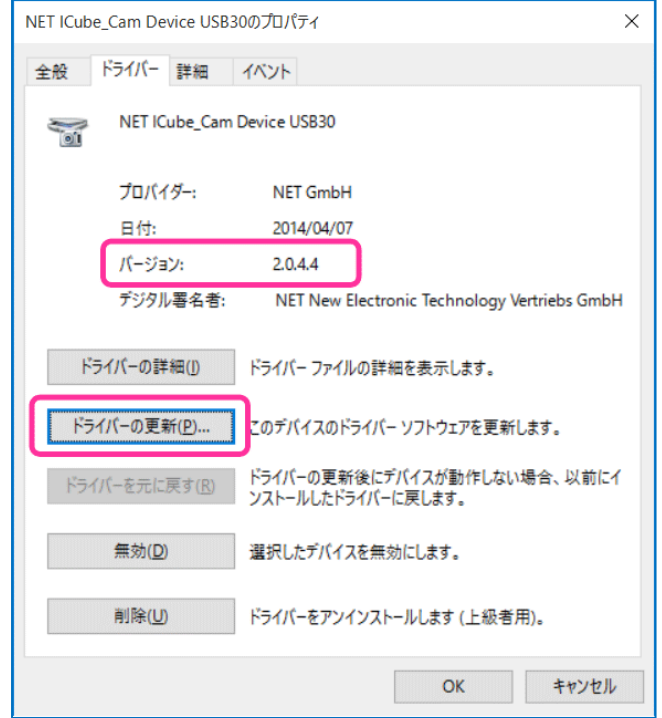 NET ICube_Cam Device USB30のプロパティ
全般 ドライバー 詳細 イベント
NET ICube_Cam Device USB30
プロバイダー: NET GmbH
日付: 2014/04/07
バージョン: 2.0.4.4
デジタル署名者: NET New Electronic Technology Vertriebs GmbH
ドライバーの詳細(I) ドライバー ファイルの詳細を表示します。
ドライバーの更新(P)... このデバイスのドライバー ソフトウェアを更新します。
ドライバーを元に戻す(R) ドライバーの更新後にデバイスが動作しない場合、以前にイ
ンストールしたドライバーに戻します。
無効(D) 選択したデバイスを無効にします。
削除(U) ドライバーをアンインストールします (上級者用)。
OK キャンセル